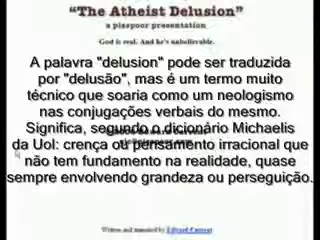 "The Atheist Delusion"
a pinspoor presentation
God is real. And he's unbelievable.
A palavra "delusion" pode ser traduzida
por "delusão", mas é um termo muito
técnico que soaria como um neologismo
nas conjugações verbais do mesmo.
Significa, segundo o dicionário Michaelis
da Uol: crença ou pensamento irracional que
não tem fundamento na realidade, quase
sempre envolvendo grandeza ou perseguição.
Written and narrated by Edward Current